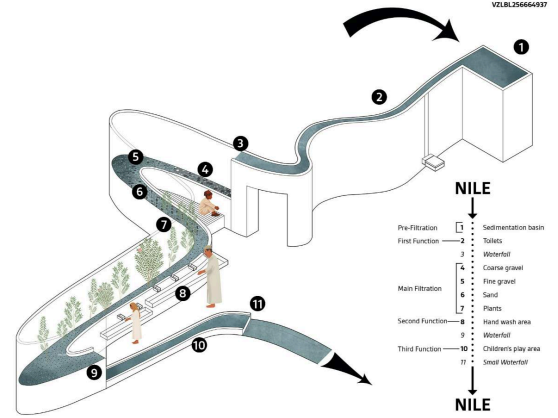 VZLBL256664937
1
2
3
4
5
6
7
8
9
10
11
NILE
Pre-Filtration 1 Sedimentation basin
First Function 2 Toilets
3 Waterfall
4 Coarse gravel
Main Filtration 5 Fine gravel
6 Sand
7 Plants
Second Function 8 Hand wash area
9 Waterfall
Third Function 10 Children's play area
11 Small Waterfall
NILE